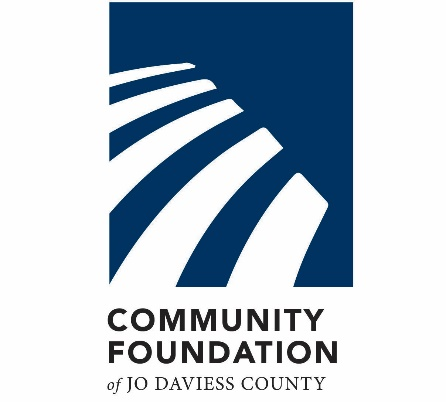 COMMUNITY
FOUNDATION
of JO DAVIESS COUNTY